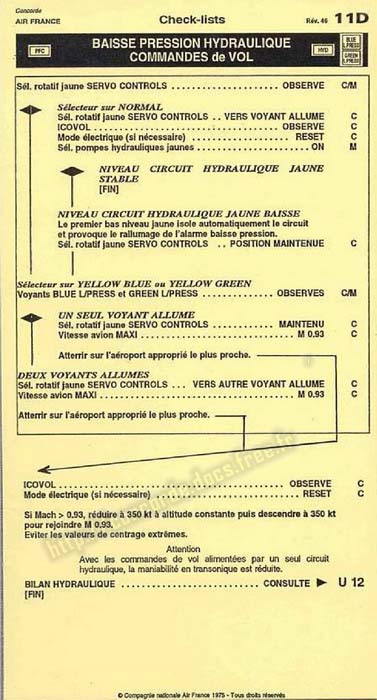 Concorde
AIR FRANCE
Check-lists
Rév. 46 11D
PFC
BAISSE PRESSION HYDRAULIQUE
COMMANDES de VOL
HYD
BLUE
L.PRESS
GREEN
L.PRESS
Sél. rotatif jaune SERVO CONTROLS .................... OBSERVE C/M
Sélecteur sur NORMAL
Sél. rotatif jaune SERVO CONTROLS .. VERS VOYANT ALLUME C
ICOVOL ........................................ OBSERVE C
Mode électrique (si nécessaire) ................... RESET C
Sél. pompes hydrauliques jaunes ...................... ON M
NIVEAU CIRCUIT HYDRAULIQUE JAUNE
STABLE
[FIN]
NIVEAU CIRCUIT HYDRAULIQUE JAUNE BAISSE
Le premier bas niveau jaune isole automatiquement le circuit
et provoque le rallumage de l'alarme baisse pression.
Sél. rotatif jaune SERVO CONTROLS .. POSITION MAINTENUE C
Sélecteur sur YELLOW BLUE ou YELLOW GREEN
Voyants BLUE L/PRESS et GREEN L/PRESS .............. OBSERVES C/M
UN SEUL VOYANT ALLUME
Sél. rotatif jaune SERVO CONTROLS ............. MAINTENU C
Vitesse avion MAXI ............................... M 0.93 C
Atterrir sur l'aéroport approprié le plus proche.
DEUX VOYANTS ALLUMES
Sél. rotatif jaune SERVO CONTROLS ... VERS AUTRE VOYANT ALLUME C
Vitesse avion MAXI .................................. M 0.93 C
Atterrir sur l'aéroport approprié le plus proche.
ICOVOL ........................................... OBSERVE C
Mode électrique (si nécessaire) ........................ RESET C
Si Mach > 0.93, réduire à 350 kt à altitude constante puis descendre à 350 kt
pour rejoindre M 0.93.
Eviter les valeurs de centrage extrêmes.
Attention
Avec les commandes de vol alimentées par un seul circuit
hydraulique, la maniabilité en transonique est réduite.
BILAN HYDRAULIQUE ........................ CONSULTE ► U 12
[FIN]
© Compagnie nationale Air France 1975 - Tous droits réservés